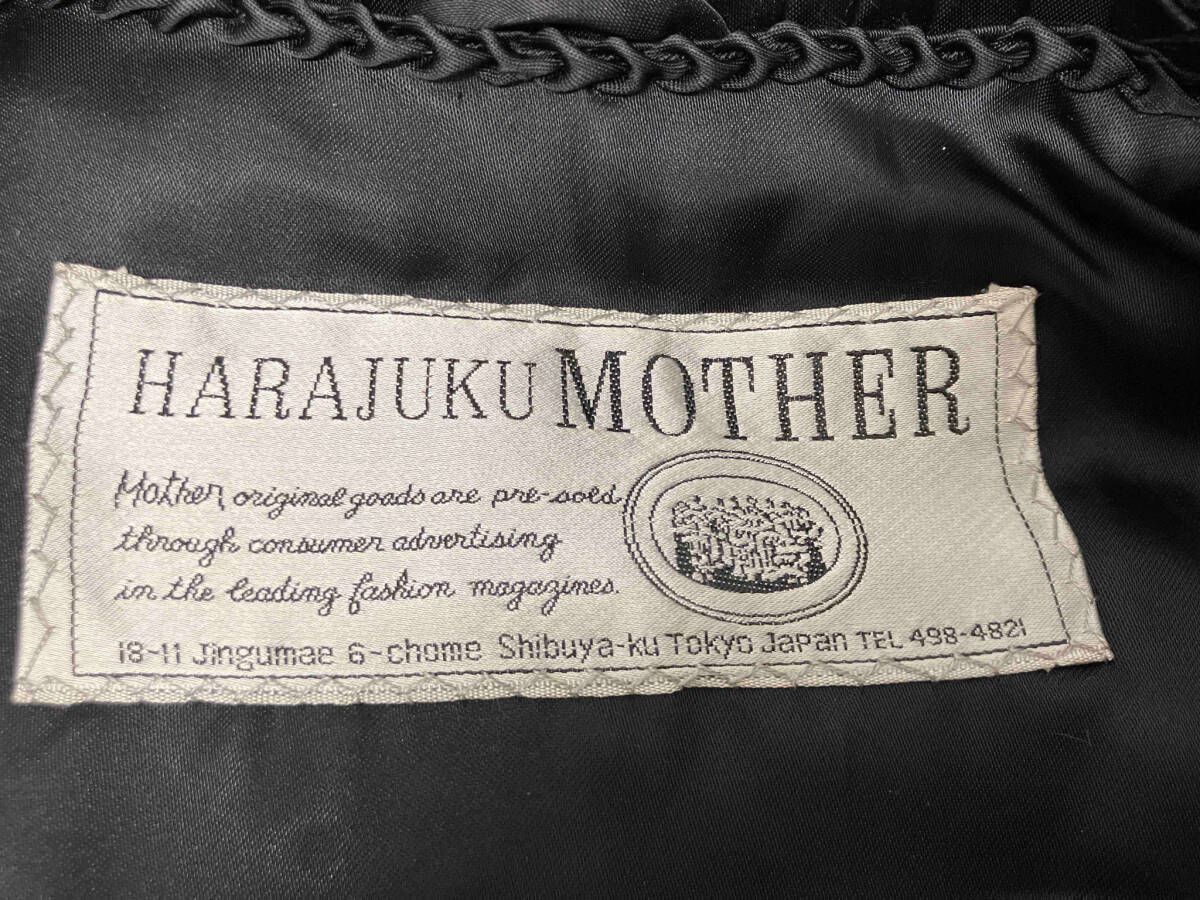 HARAJUKU MOTHER
Mother original goods are pre-sold
through consumer advertising
in the leading fashion magazines.
18-11 Jingumae 6-chome Shibuya-ku Tokyo Japan TEL 498-4821